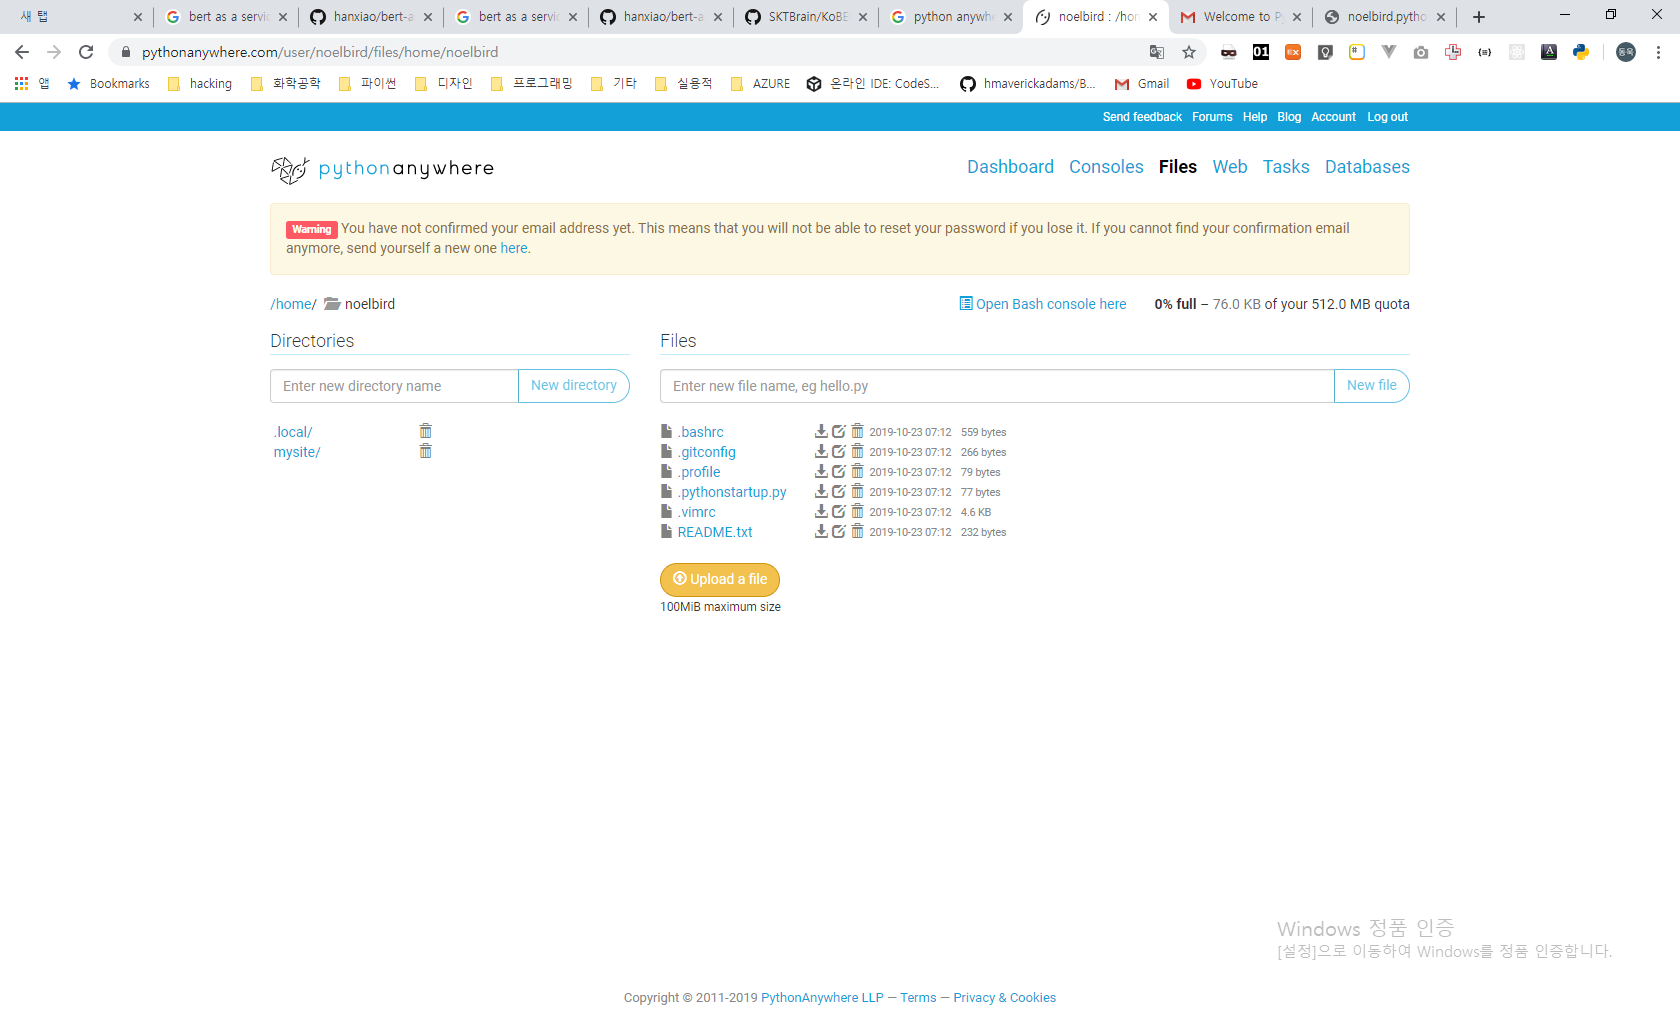 새 탭
bert as a servic
hanxiao/bert-a
bert as a servic
hanxiao/bert-a
SKTBrain/KoBE
python anywhe
noelbird : /hom
Welcome to P
noelbird.python
pythonanywhere.com/user/noelbird/files/home/noelbird
앱 Bookmarks hacking 화학공학 파이썬 디자인 프로그래밍 기타 실용적 AZURE 온라인 IDE: CodeS... hmaverickadams/B... Gmail YouTube
Send feedback Forums Help Blog Account Log out
pythonanywhere
Dashboard Consoles Files Web Tasks Databases
Warning You have not confirmed your email address yet. This means that you will not be able to reset your password if you lose it. If you cannot find your confirmation email
anymore, send yourself a new one here.
/home/ noelbird
Open Bash console here 0% full – 76.0 KB of your 512.0 MB quota
Directories
Enter new directory name New directory
.local/
mysite/
Files
Enter new file name, eg hello.py New file
.bashrc 2019-10-23 07:12 559 bytes
.gitconfig 2019-10-23 07:12 266 bytes
.profile 2019-10-23 07:12 79 bytes
.pythonstartup.py 2019-10-23 07:12 77 bytes
.vimrc 2019-10-23 07:12 4.6 KB
README.txt 2019-10-23 07:12 232 bytes
Upload a file
100MiB maximum size
Windows 정품 인증
[설정]으로 이동하여 Windows를 정품 인증합니다.
Copyright © 2011-2019 PythonAnywhere LLP — Terms — Privacy & Cookies